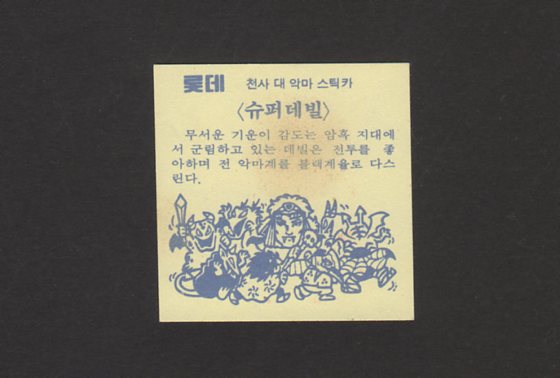 롯데 천사 대 악마 스틱카
〈슈퍼데빌〉
무서운 기운이 감도는 암흑 지대에
서 군림하고 있는 데빌은 전투를 좋
아하며 전 악마계를 블랙계율로 다스
린다.